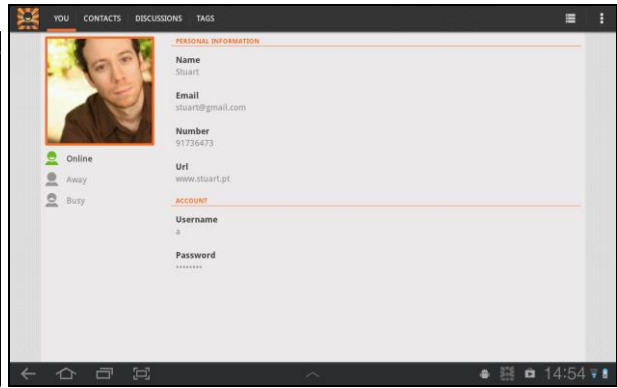 YOU CONTACTS DISCUSSIONS TAGS
PERSONAL INFORMATION
Name
Stuart
Email
stuart@gmail.com
Number
91736473
Url
www.stuart.pt
Online
Away
Busy
ACCOUNT
Username
a
Password
••••••••
14:54